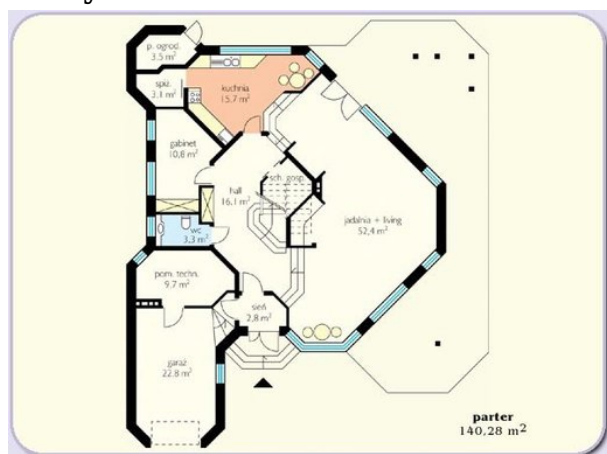 p. ogrod.
3.5 m²
spiż.
3.1 m²
kuchnia
15.7 m²
gabinet
10,8 m²
sch. gosp.
hall
16.1 m²
jadalnia + living
52,4 m²
wc
3.3 m²
pom. techn.
9.7 m²
sień
2,8 m²
garaż
22.8 m²
parter
140,28 m²